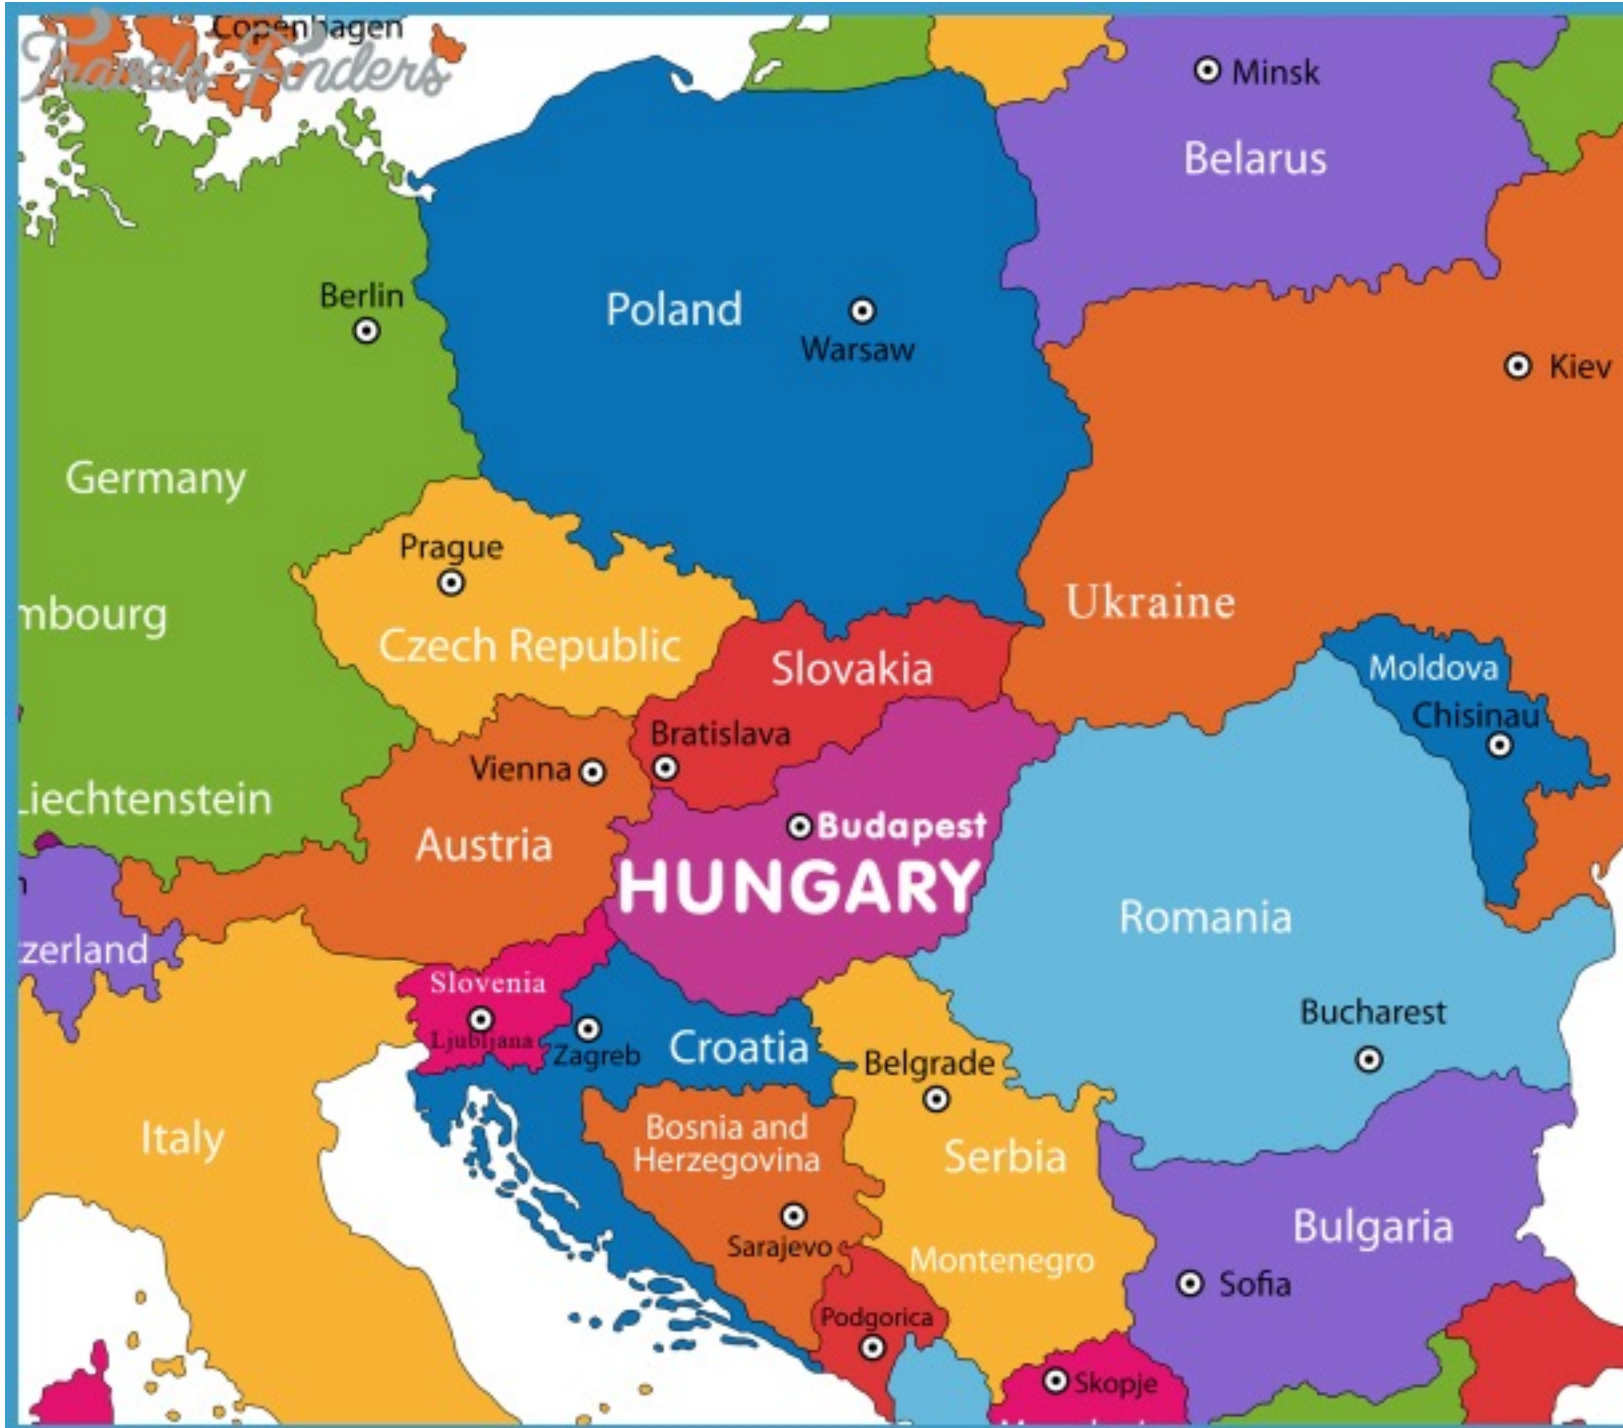 Copenhagen
Travels Finders
Minsk
Belarus
Berlin
Poland
Warsaw
Kiev
Germany
Prague
Ukraine
mbourg
Czech Republic
Slovakia
Moldova
Chisinau
Bratislava
Vienna
Liechtenstein
Budapest
Austria
HUNGARY
Romania
zerland
Slovenia
Ljubljana
Zagreb
Croatia
Bucharest
Belgrade
Italy
Bosnia and
Herzegovina
Serbia
Sarajevo
Montenegro
Bulgaria
Sofia
Podgorica
Skopje